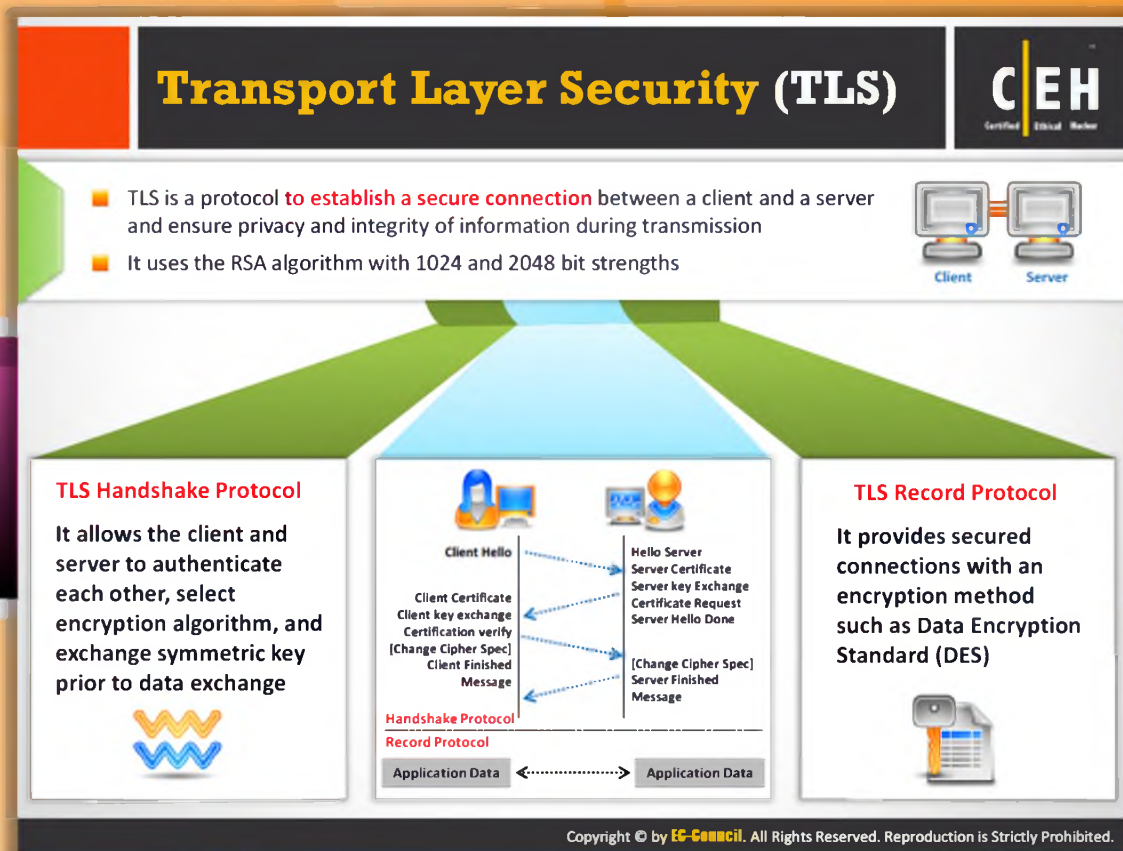 Transport Layer Security (TLS)
C|EH
Certified Ethical Hacker
TLS is a protocol to establish a secure connection between a client and a server
and ensure privacy and integrity of information during transmission
It uses the RSA algorithm with 1024 and 2048 bit strengths
Client
Server
TLS Handshake Protocol
It allows the client and
server to authenticate
each other, select
encryption algorithm, and
exchange symmetric key
prior to data exchange
Client Hello
Hello Server
Server Certificate
Server key Exchange
Certificate Request
Server Hello Done
Client Certificate
Client key exchange
Certification verify
[Change Cipher Spec]
Client Finished
Message
[Change Cipher Spec]
Server Finished
Message
Handshake Protocol
Record Protocol
Application Data
Application Data
TLS Record Protocol
It provides secured
connections with an
encryption method
such as Data Encryption
Standard (DES)
Copyright © by EC-Council. All Rights Reserved. Reproduction is Strictly Prohibited.